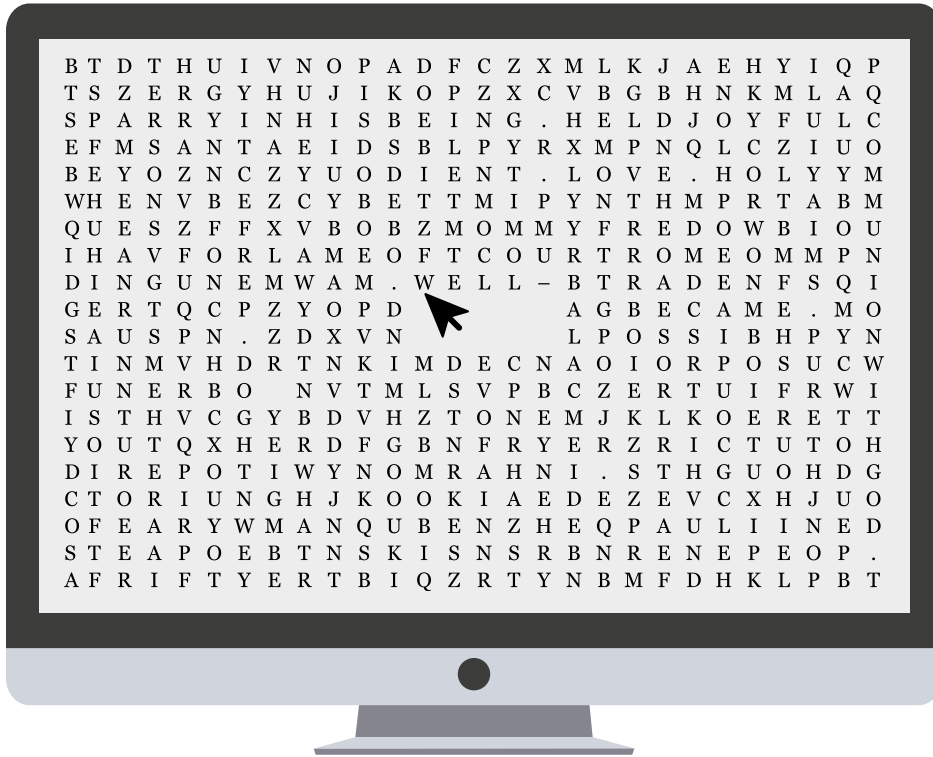 B T D T H U I V N O P A D F C Z X M L K J A E H Y I Q P
T S Z E R G Y H U J I K O P Z X C V B G B H N K M L A Q
S P A R R Y I N H I S B E I N G . H E L D J O Y F U L C
E F M S A N T A E I D S B L P Y R X M P N Q L C Z I U O
B E Y O Z N C Z Y U O D I E N T . L O V E . H O L Y Y M
W H E N V B E Z C Y B E T T M I P Y N T H M P R T A B M
Q U E S Z F F X V B O B Z M O M M Y F R E D O W B I O U
I H A V F O R L A M E O F T C O U R T R O M E O M M P N
D I N G U N E M W A M . W E L L – B T R A D E N F S Q I
G E R T Q C P Z Y O P D A G B E C A M E . M O
S A U S P N . Z D X V N L P O S S I B H P Y N
T I N M V H D R T N K I M D E C N A O I O R P O S U C W
F U N E R B O N V T M L S V P B C Z E R T U I F R W I
I S T H V C G Y B D V H Z T O N E M J K L K O E R E T T
Y O U T Q X H E R D F G B N F R Y E R Z R I C T U T O H
D I R E P O T I W Y N O M R A H N I . S T H G U O H D G
C T O R I U N G H J K O O K I A E D E Z E V C X H J U O
O F E A R Y W M A N Q U B E N Z H E Q P A U L I I N E D
S T E A P O E B T N S K I S N S R B N R E N E P E O P .
A F R I F T Y E R T B I Q Z R T Y N B M F D H K L P B T